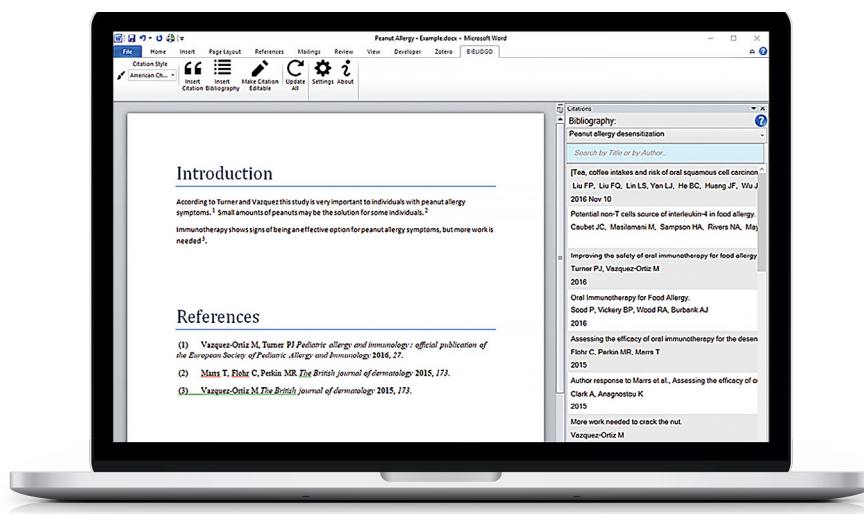 Peanut Allergy - Example.docx - Microsoft Word
File Home Insert Page Layout References Mailings Review View Developer Zotero BIBLIOGO
Citation Style
American Ch...
Insert Citation
Insert Bibliography
Make Citation Editable
Update All
Settings
About
Introduction
According to Turner and Vazquez this study is very important to individuals with peanut allergy
symptoms.1 Small amounts of peanuts may be the solution for some individuals.2
Immunotherapy shows signs of being an effective option for peanut allergy symptoms, but more work is
needed3.
References
(1) Vazquez-Ortiz M, Turner PJ Pediatric allergy and immunology : official publication of
the European Society of Pediatric Allergy and Immunology 2016, 27.
(2) Marrs T, Flohr C, Perkin MR The British journal of dermatology 2015, 173.
(3) Vazquez-Ortiz M The British journal of dermatology 2015, 173.
Citations
Bibliography:
Peanut allergy desensitization
Search by Title or by Author...
[Tea, coffee intakes and risk of oral squamous cell carcinon
Liu FP, Liu FQ, Lin LS, Yan LJ, He BC, Huang JF, Wu J
2016 Nov 10
Potential non-T cells source of interleukin-4 in food allergy.
Caubet JC, Masilamani M, Sampson HA, Rivers NA, May
Improving the safety of oral immunotherapy for food allergy
Turner PJ, Vazquez-Ortiz M
2016
Oral Immunotherapy for Food Allergy.
Sood P, Vickery BP, Wood RA, Burbank AJ
2016
Assessing the efficacy of oral immunotherapy for the desen
Flohr C, Perkin MR, Marrs T
2015
Author response to Marrs et al., Assessing the efficacy of o
Clark A, Anagnostou K
2015
More work needed to crack the nut.
Vazquez-Ortiz M